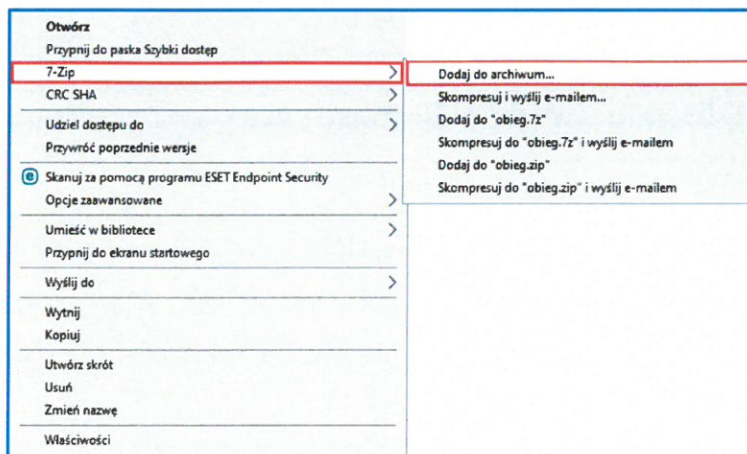 Otwórz
Przypnij do paska Szybki dostęp
7-Zip
CRC SHA
Udziel dostępu do
Przywróć poprzednie wersje
Skanuj za pomocą programu ESET Endpoint Security
Opcje zaawansowane
Umieść w bibliotece
Przypnij do ekranu startowego
Wyślij do
Wytnij
Kopiuj
Utwórz skrót
Usuń
Zmień nazwę
Właściwości
Dodaj do archiwum...
Skompresuj i wyślij e-mailem...
Dodaj do "obieg.7z"
Skompresuj do "obieg.7z" i wyślij e-mailem
Dodaj do "obieg.zip"
Skompresuj do "obieg.zip" i wyślij e-mailem